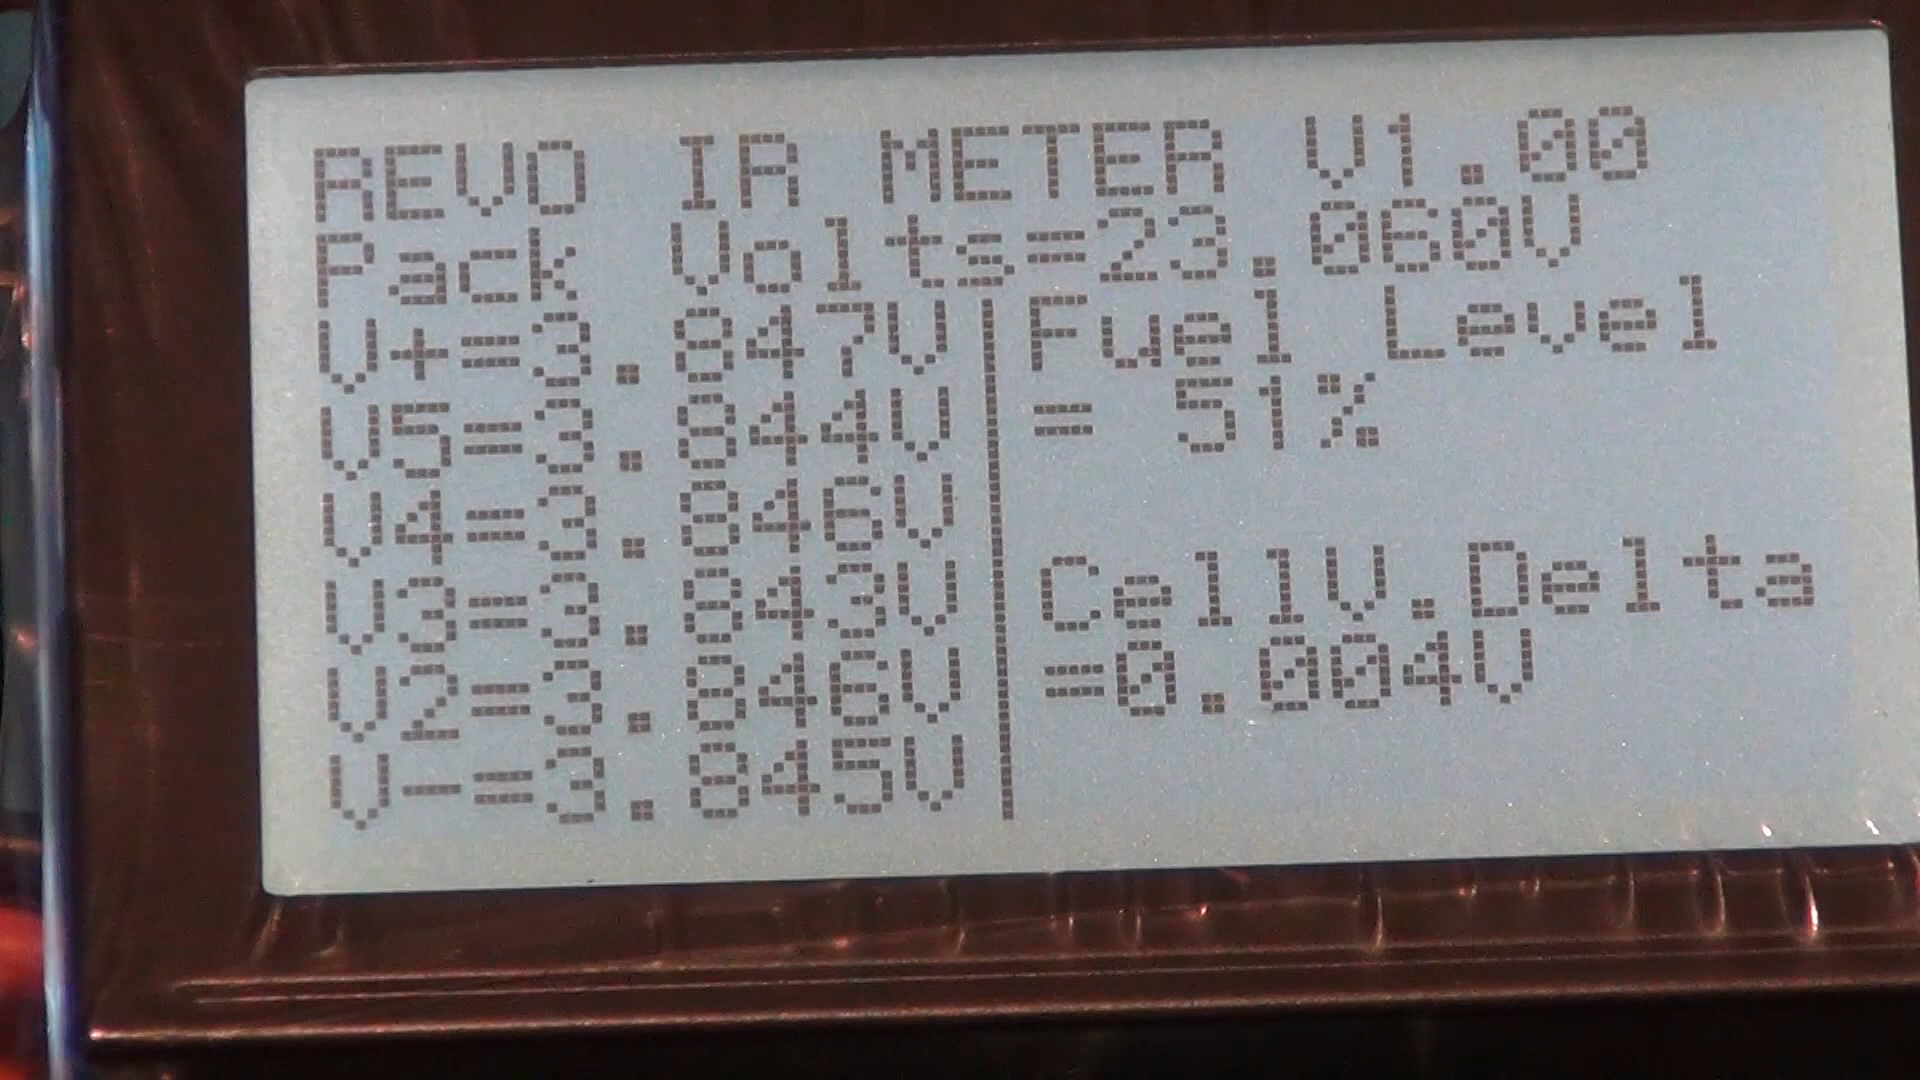 REVO IR METER V1.00
Pack Volts=23.060V
V+=3.847V
V5=3.844V
V4=3.846V
V3=3.843V
V2=3.846V
V-=3.845V
Fuel Level
= 51%
CellV.Delta
=0.004V